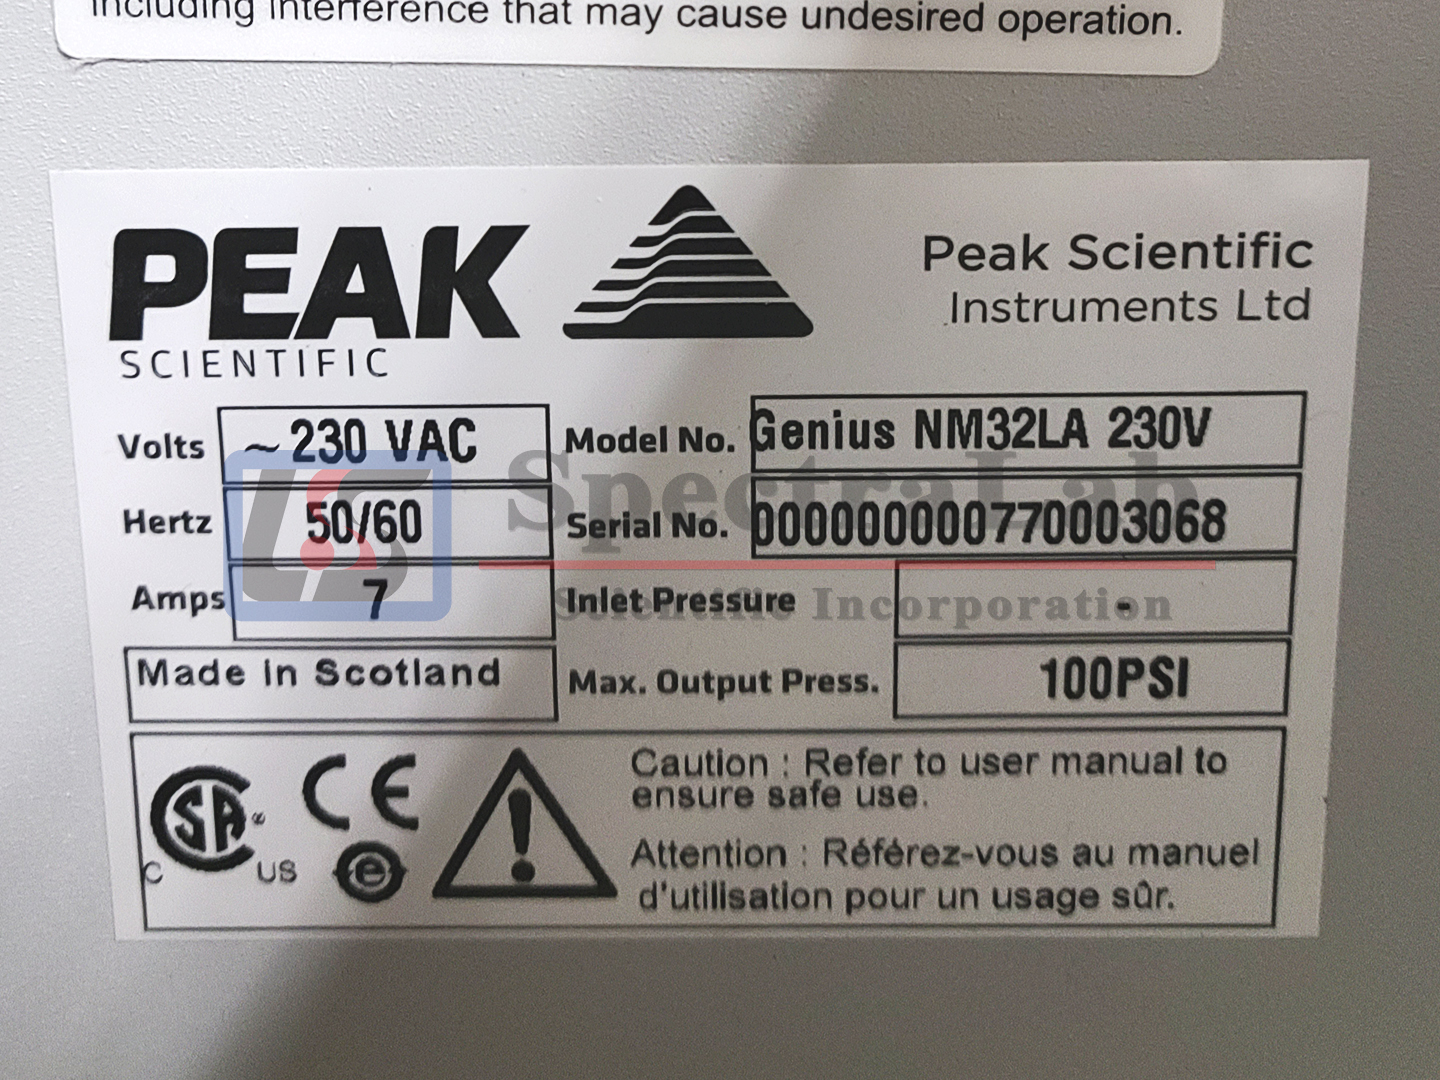 including interference that may cause undesired operation.
PEAK
SCIENTIFIC
Peak Scientific
Instruments Ltd
Volts ~ 230 VAC Model No. Genius NM32LA 230V
Hertz 50/60 Serial No. 000000000770003068
Amps 7 Inlet Pressure -
Made in Scotland Max. Output Press. 100PSI
LSS
SpectraLab
Scientific Incorporation
CSA® CE
C US e
Caution : Refer to user manual to
ensure safe use.
Attention : Référez-vous au manuel
d'utilisation pour un usage sûr.